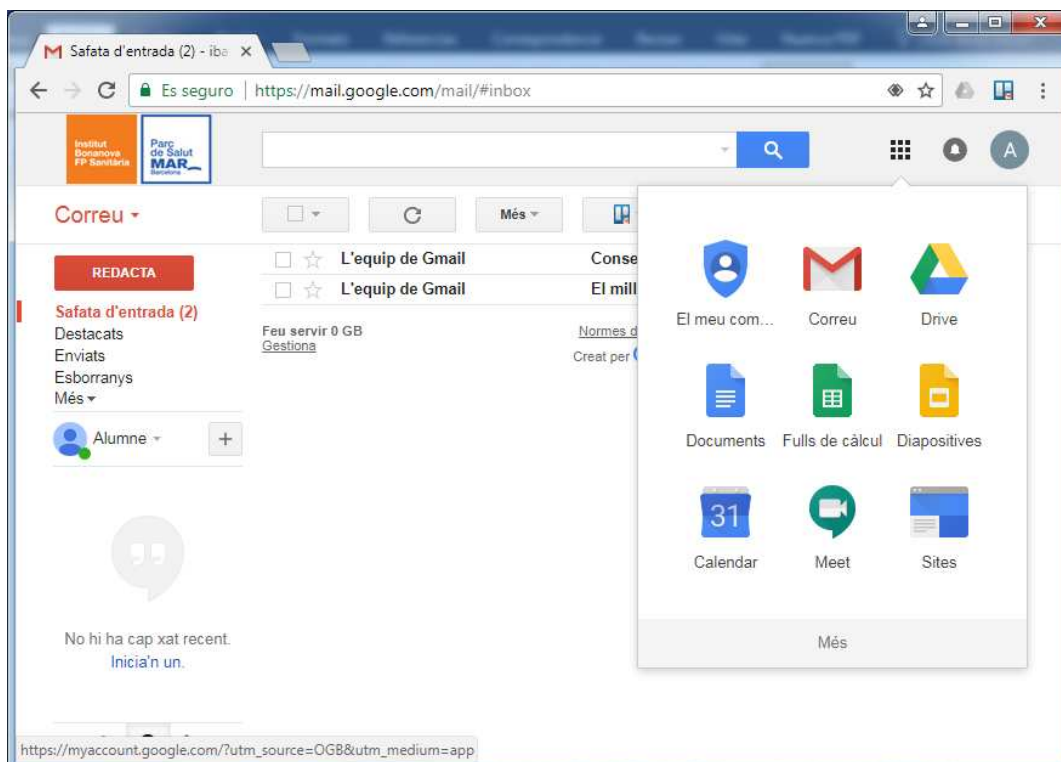 Safata d'entrada (2) - iba
Es seguro | https://mail.google.com/mail/#inbox
Institut
Bonanova
FP Sanitària
Parc
de Salut
MAR
Barcelona
A
Correu
Més
REDACTA
L'equip de Gmail Conse
L'equip de Gmail El mill
Safata d'entrada (2)
Destacats
Enviats
Esborranys
Més
Feu servir 0 GB
Gestiona
Normes d
Creat per
Alumne
+
No hi ha cap xat recent.
Inicia'n un.
El meu com... Correu Drive
Documents Fulls de càlcul Diapositives
31
Calendar Meet Sites
Més
https://myaccount.google.com/?utm_source=OGB&utm_medium=app